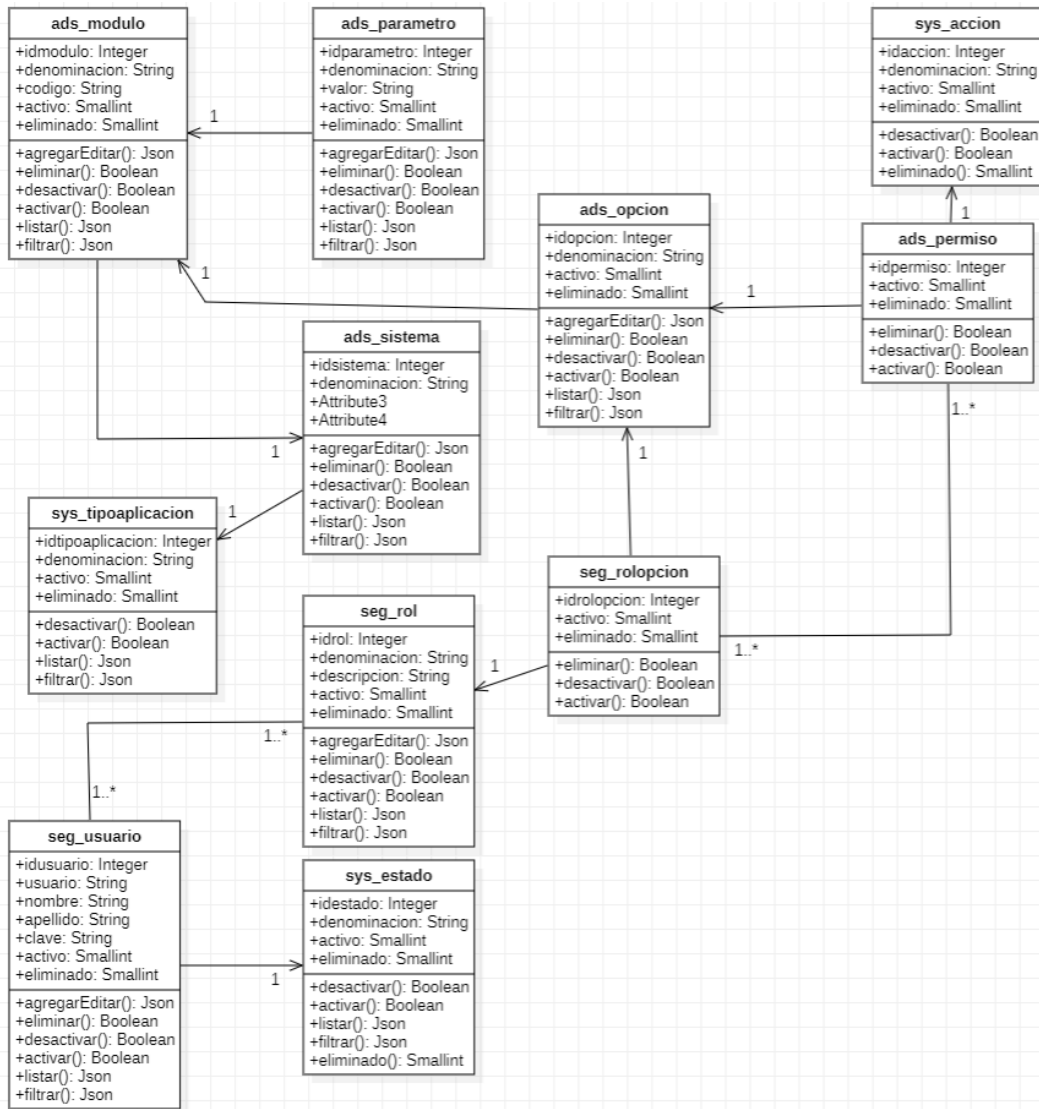 ads_modulo
+idmodulo: Integer
+denominacion: String
+codigo: String
+activo: Smallint
+eliminado: Smallint
+agregarEditar(): Json
+eliminar(): Boolean
+desactivar(): Boolean
+activar(): Boolean
+listar(): Json
+filtrar(): Json
1
ads_parametro
+idparametro: Integer
+denominacion: String
+valor: String
+activo: Smallint
+eliminado: Smallint
+agregarEditar(): Json
+eliminar(): Boolean
+desactivar(): Boolean
+activar(): Boolean
+listar(): Json
+filtrar(): Json
sys_accion
+idaccion: Integer
+denominacion: String
+activo: Smallint
+eliminado: Smallint
+desactivar(): Boolean
+activar(): Boolean
+eliminado(): Smallint
1
ads_opcion
+idopcion: Integer
+denominacion: String
+activo: Smallint
+eliminado: Smallint
+agregarEditar(): Json
+eliminar(): Boolean
+desactivar(): Boolean
+activar(): Boolean
+listar(): Json
+filtrar(): Json
1
1
1
ads_permiso
+idpermiso: Integer
+activo: Smallint
+eliminado: Smallint
+eliminar(): Boolean
+desactivar(): Boolean
+activar(): Boolean
1..*
ads_sistema
+idsistema: Integer
+denominacion: String
+Attribute3
+Attribute4
+agregarEditar(): Json
+eliminar(): Boolean
+desactivar(): Boolean
+activar(): Boolean
+listar(): Json
+filtrar(): Json
1
1
sys_tipoaplicacion
+idtipoaplicacion: Integer
+denominacion: String
+activo: Smallint
+eliminado: Smallint
+desactivar(): Boolean
+activar(): Boolean
+listar(): Json
+filtrar(): Json
seg_rolopcion
+idrolopcion: Integer
+activo: Smallint
+eliminado: Smallint
+eliminar(): Boolean
+desactivar(): Boolean
+activar(): Boolean
1..*
1
seg_rol
+idrol: Integer
+denominacion: String
+descripcion: String
+activo: Smallint
+eliminado: Smallint
+agregarEditar(): Json
+eliminar(): Boolean
+desactivar(): Boolean
+activar(): Boolean
+listar(): Json
+filtrar(): Json
1..*
1..*
seg_usuario
+idusuario: Integer
+usuario: String
+nombre: String
+apellido: String
+clave: String
+activo: Smallint
+eliminado: Smallint
+agregarEditar(): Json
+eliminar(): Boolean
+desactivar(): Boolean
+activar(): Boolean
+listar(): Json
+filtrar(): Json
1
sys_estado
+idestado: Integer
+denominacion: String
+activo: Smallint
+eliminado: Smallint
+desactivar(): Boolean
+activar(): Boolean
+listar(): Json
+filtrar(): Json
+eliminado(): Smallint